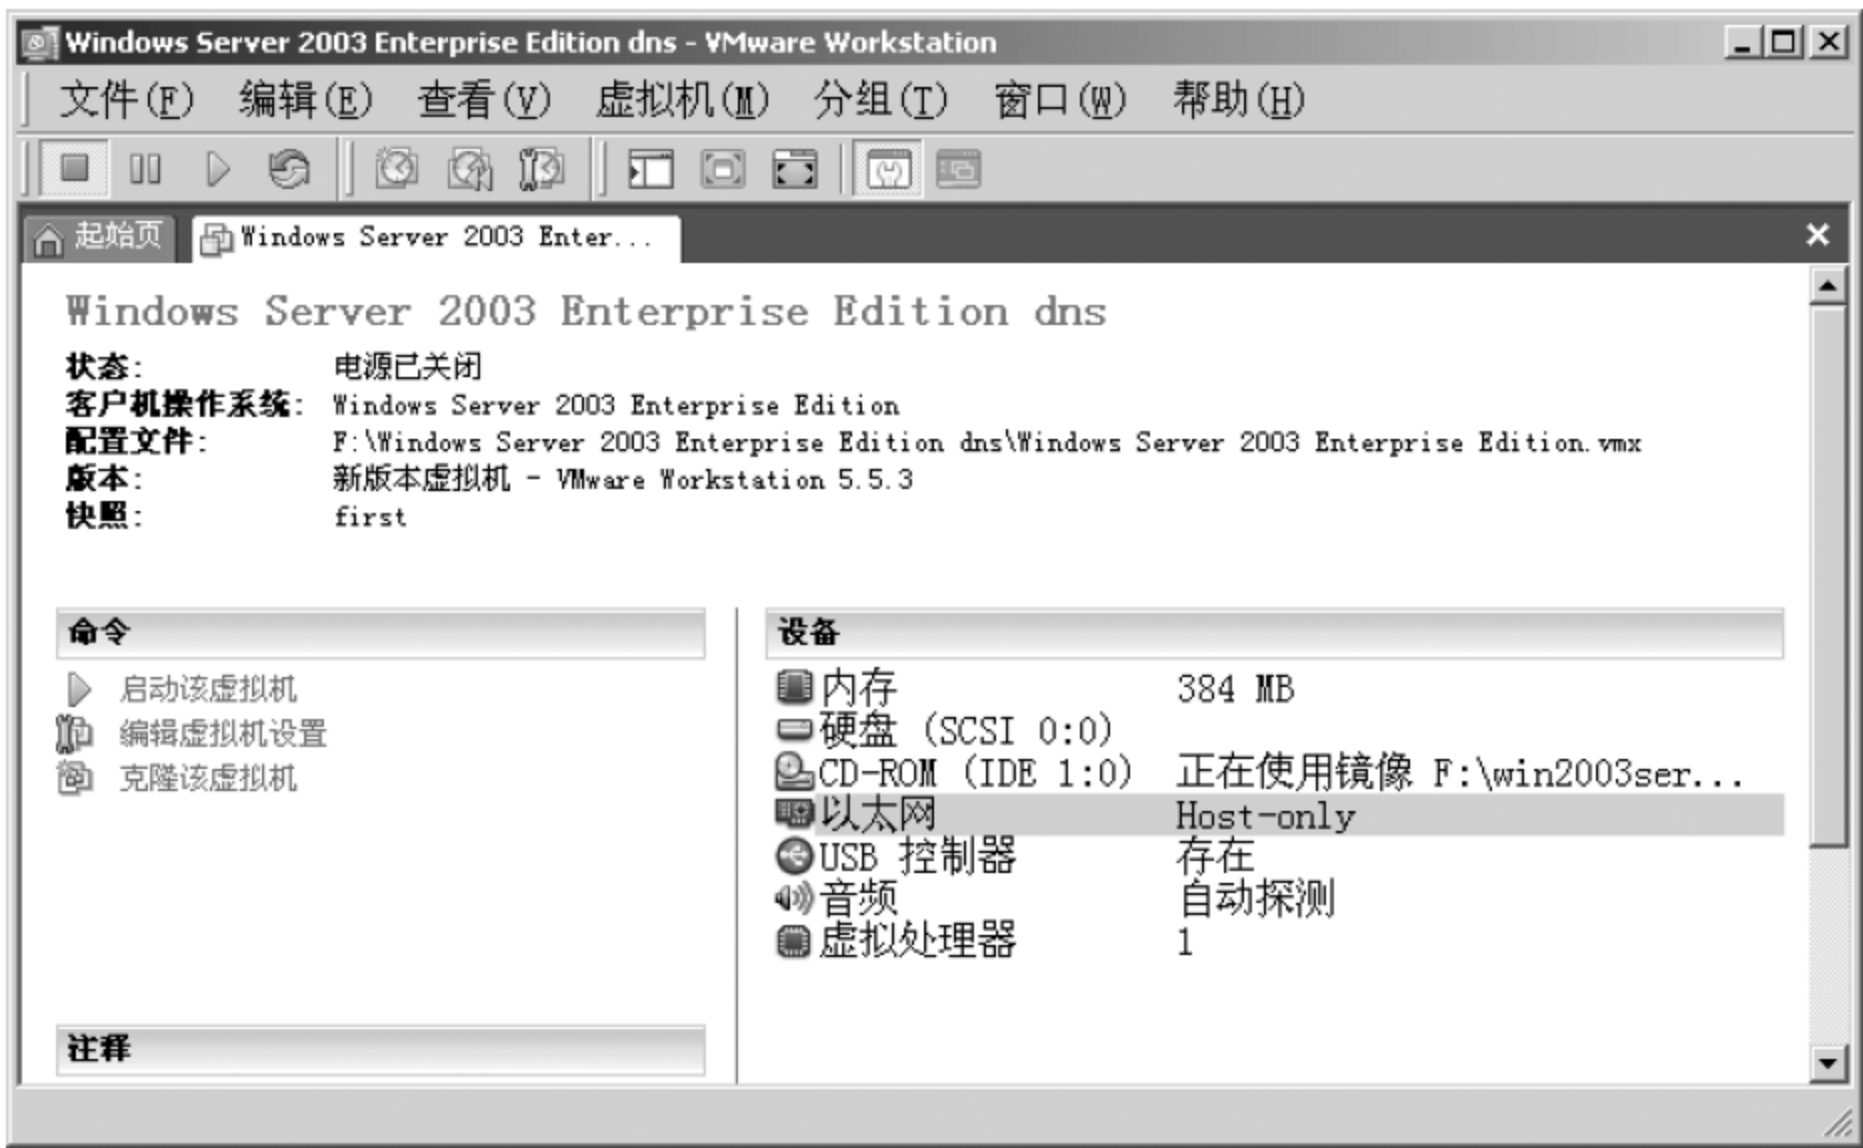 Windows Server 2003 Enterprise Edition dns - VMware Workstation
文件(F) 编辑(E) 查看(V) 虚拟机(M) 分组(T) 窗口(W) 帮助(H)
起始页 Windows Server 2003 Enter...
Windows Server 2003 Enterprise Edition dns
状态: 电源已关闭
客户机操作系统: Windows Server 2003 Enterprise Edition
配置文件: F:\Windows Server 2003 Enterprise Edition dns\Windows Server 2003 Enterprise Edition.vmx
版本: 新版本虚拟机 - VMware Workstation 5.5.3
快照: first
命令
启动该虚拟机
编辑虚拟机设置
克隆该虚拟机
注释
设备
内存 384 MB
硬盘 (SCSI 0:0)
CD-ROM (IDE 1:0) 正在使用镜像 F:\win2003ser...
以太网 Host-only
USB 控制器 存在
音频 自动探测
虚拟处理器 1